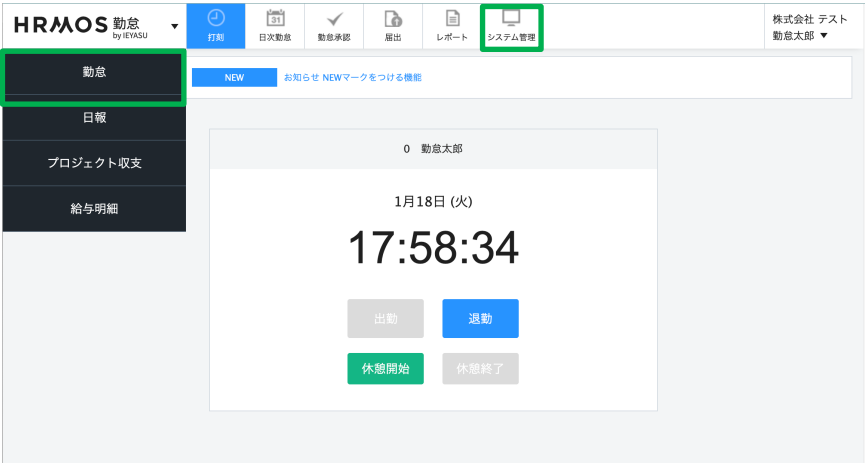 HRMOS 勤怠 ▼
by IEYASU
打刻
31
日次勤怠
勤怠承認
届出
レポート
システム管理
株式会社 テスト
勤怠太郎 ▼
勤怠
日報
プロジェクト収支
給与明細
NEW お知らせ NEWマークをつける機能
0 勤怠太郎
1月18日 (火)
17:58:34
出勤 退勤
休憩開始 休憩終了